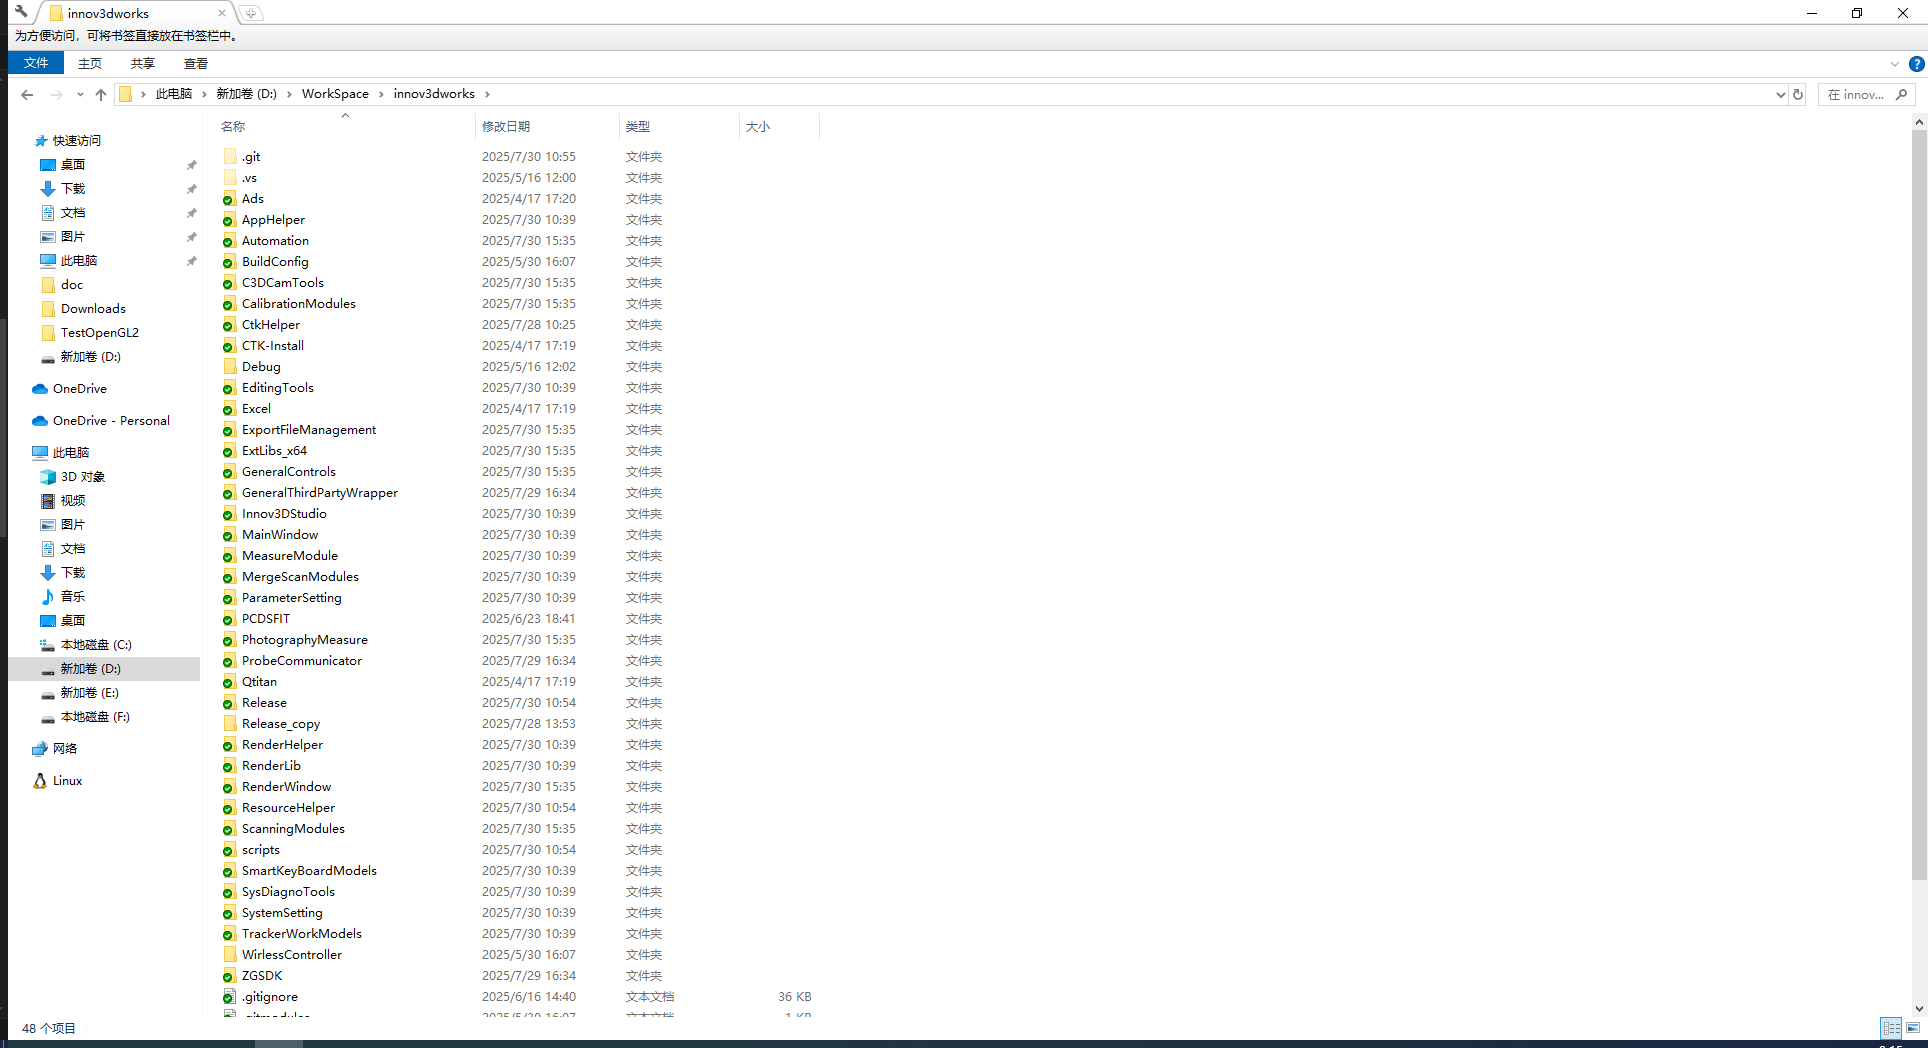 innov3dworks
为方便访问，可将书签直接放在书签栏中。
文件 主页 共享 查看
此电脑 › 新加卷 (D:) › WorkSpace › innov3dworks ›
在 innov...
快速访问
桌面
下载
文档
图片
此电脑
doc
Downloads
TestOpenGL2
新加卷 (D:)
OneDrive
OneDrive - Personal
此电脑
3D 对象
视频
图片
文档
下载
音乐
桌面
本地磁盘 (C:)
新加卷 (D:)
新加卷 (E:)
本地磁盘 (F:)
网络
Linux
名称 修改日期 类型 大小
.git 2025/7/30 10:55 文件夹
.vs 2025/5/16 12:00 文件夹
Ads 2025/4/17 17:20 文件夹
AppHelper 2025/7/30 10:39 文件夹
Automation 2025/7/30 15:35 文件夹
BuildConfig 2025/5/30 16:07 文件夹
C3DCamTools 2025/7/30 15:35 文件夹
CalibrationModules 2025/7/30 15:35 文件夹
CtkHelper 2025/7/28 10:25 文件夹
CTK-Install 2025/4/17 17:19 文件夹
Debug 2025/5/16 12:02 文件夹
EditingTools 2025/7/30 10:39 文件夹
Excel 2025/4/17 17:19 文件夹
ExportFileManagement 2025/7/30 15:35 文件夹
ExtLibs_x64 2025/7/30 15:35 文件夹
GeneralControls 2025/7/30 15:35 文件夹
GeneralThirdPartyWrapper 2025/7/29 16:34 文件夹
Innov3DStudio 2025/7/30 10:39 文件夹
MainWindow 2025/7/30 10:39 文件夹
MeasureModule 2025/7/30 10:39 文件夹
MergeScanModules 2025/7/30 10:39 文件夹
ParameterSetting 2025/7/30 10:39 文件夹
PCDSFIT 2025/6/23 18:41 文件夹
PhotographyMeasure 2025/7/30 15:35 文件夹
ProbeCommunicator 2025/7/29 16:34 文件夹
Qtitan 2025/4/17 17:19 文件夹
Release 2025/7/30 10:54 文件夹
Release_copy 2025/7/28 13:53 文件夹
RenderHelper 2025/7/30 10:39 文件夹
RenderLib 2025/7/30 10:39 文件夹
RenderWindow 2025/7/30 15:35 文件夹
ResourceHelper 2025/7/30 10:54 文件夹
ScanningModules 2025/7/30 15:35 文件夹
scripts 2025/7/30 10:54 文件夹
SmartKeyBoardModels 2025/7/30 10:39 文件夹
SysDiagnoTools 2025/7/30 10:39 文件夹
SystemSetting 2025/7/30 10:39 文件夹
TrackerWorkModels 2025/7/30 10:39 文件夹
WirlessController 2025/5/30 16:07 文件夹
ZGSDK 2025/7/29 16:34 文件夹
.gitignore 2025/6/16 14:40 文本文档 36 KB
.gitmodules 2025/5/30 16:07 文本文档 1 KB
48 个项目